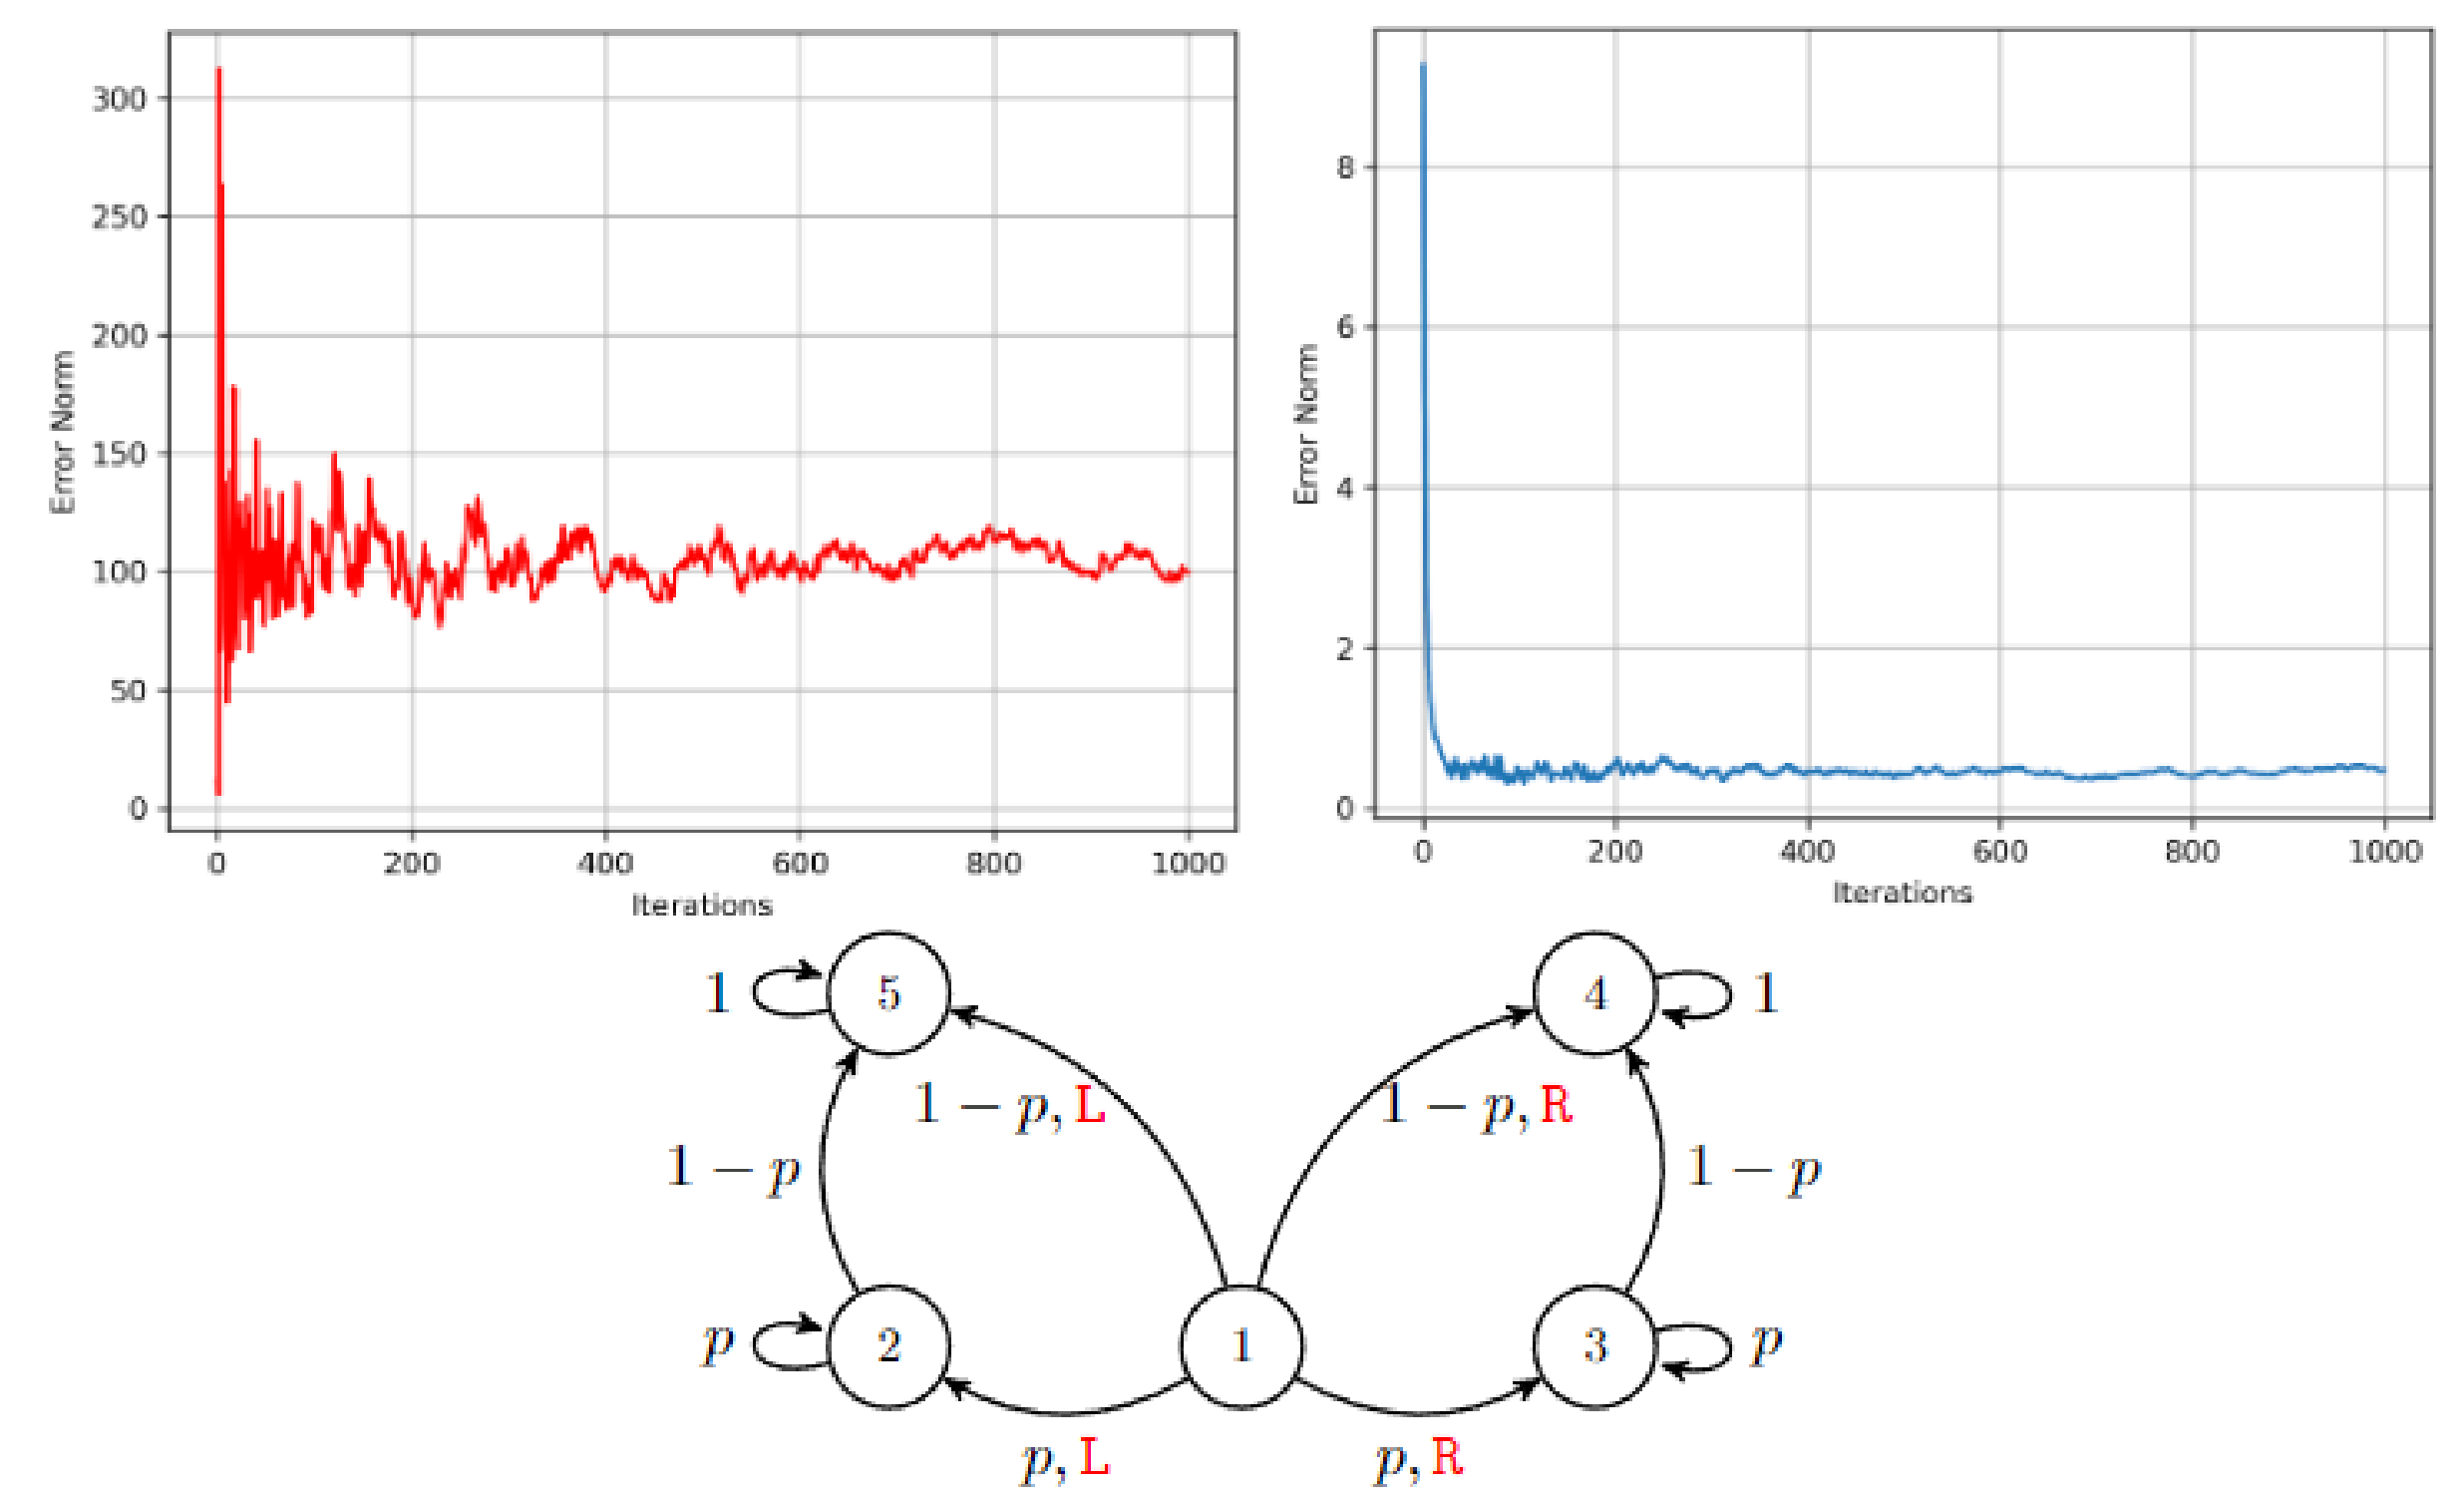 300
250
200
150
100
50
0
Error Norm
0 200 400 600 800 1000
Iterations
8
6
4
2
0
Error Norm
0 200 400 600 800 1000
Iterations
1 5 4 1
1 − p, L 1 − p, R
1 − p 1 − p
p 2 1 3 p
p, L p, R